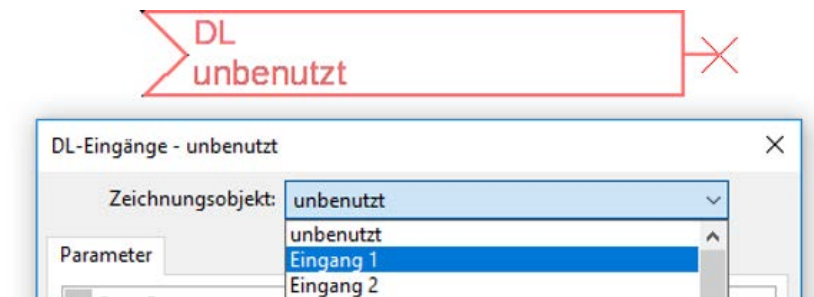 DL
unbenutzt
DL-Eingänge - unbenutzt
Zeichnungsobjekt: unbenutzt
unbenutzt
Parameter
Eingang 1
Eingang 2